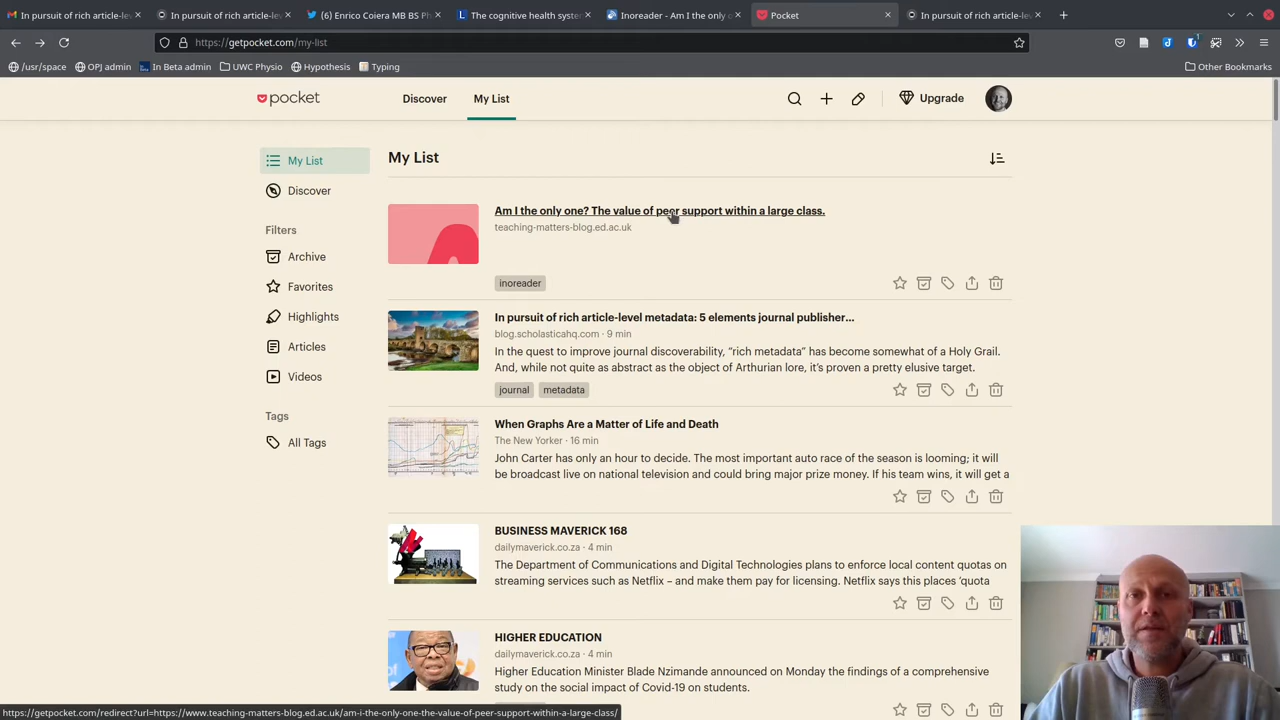 In pursuit of rich article-level
In pursuit of rich article-level
(6) Enrico Coiera MB BS Ph
The cognitive health syste
Inoreader - Am I the only o
Pocket
In pursuit of rich article-lev
https://getpocket.com/my-list
/usr/space
OPJ admin
In Beta admin
UWC Physio
Hypothesis
Typing
Other Bookmarks
pocket
Discover
My List
Upgrade
My List
Discover
Filters
Archive
Favorites
Highlights
Articles
Videos
Tags
All Tags
My List
Am I the only one? The value of peer support within a large class.
teaching-matters-blog.ed.ac.uk
inoreader
In pursuit of rich article-level metadata: 5 elements journal publisher...
blog.scholasticahq.com · 9 min
In the quest to improve journal discoverability, “rich metadata” has become somewhat of a Holy Grail.
And, while not quite as abstract as the object of Arthurian lore, it’s proven a pretty elusive target.
journal metadata
When Graphs Are a Matter of Life and Death
The New Yorker · 16 min
John Carter has only an hour to decide. The most important auto race of the season is looming; it will
be broadcast live on national television and could bring major prize money. If his team wins, it will get a
BUSINESS MAVERICK 168
dailymaverick.co.za · 4 min
The Department of Communications and Digital Technologies plans to enforce local content quotas on
streaming services such as Netflix – and make them pay for licensing. Netflix says this places ‘quota
HIGHER EDUCATION
dailymaverick.co.za · 4 min
Higher Education Minister Blade Nzimande announced on Monday the findings of a comprehensive
study on the social impact of Covid-19 on students.
https://getpocket.com/redirect?url=https://www.teaching-matters-blog.ed.ac.uk/am-i-the-only-one-the-value-of-peer-support-within-a-large-class/